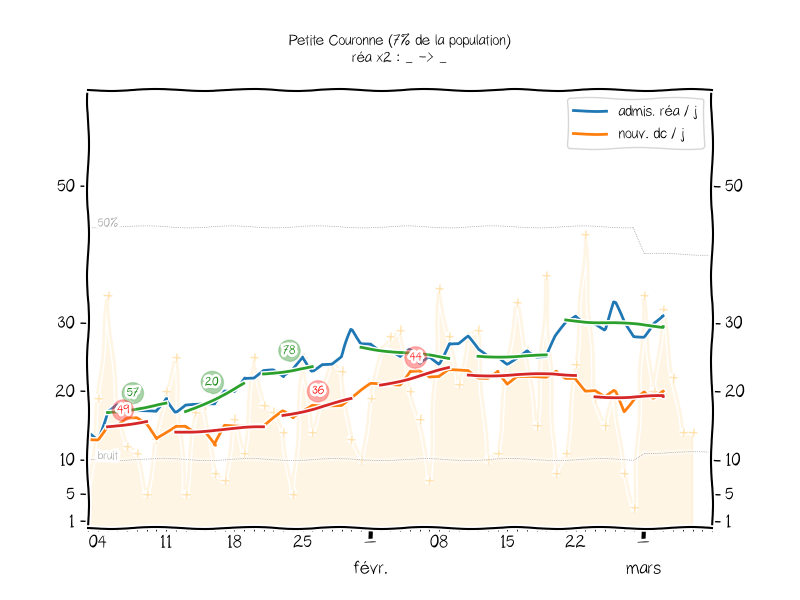 Petite Couronne (7% de la population)
réa x2 : _ -> _
admis. réa / j
nouv. dc / j
50
50
50%
30
30
78
57
20
44
36
49
20
20
bruit
10
10
5
5
1
1
04 11 18 25 1 08 15 22 1
févr. mars